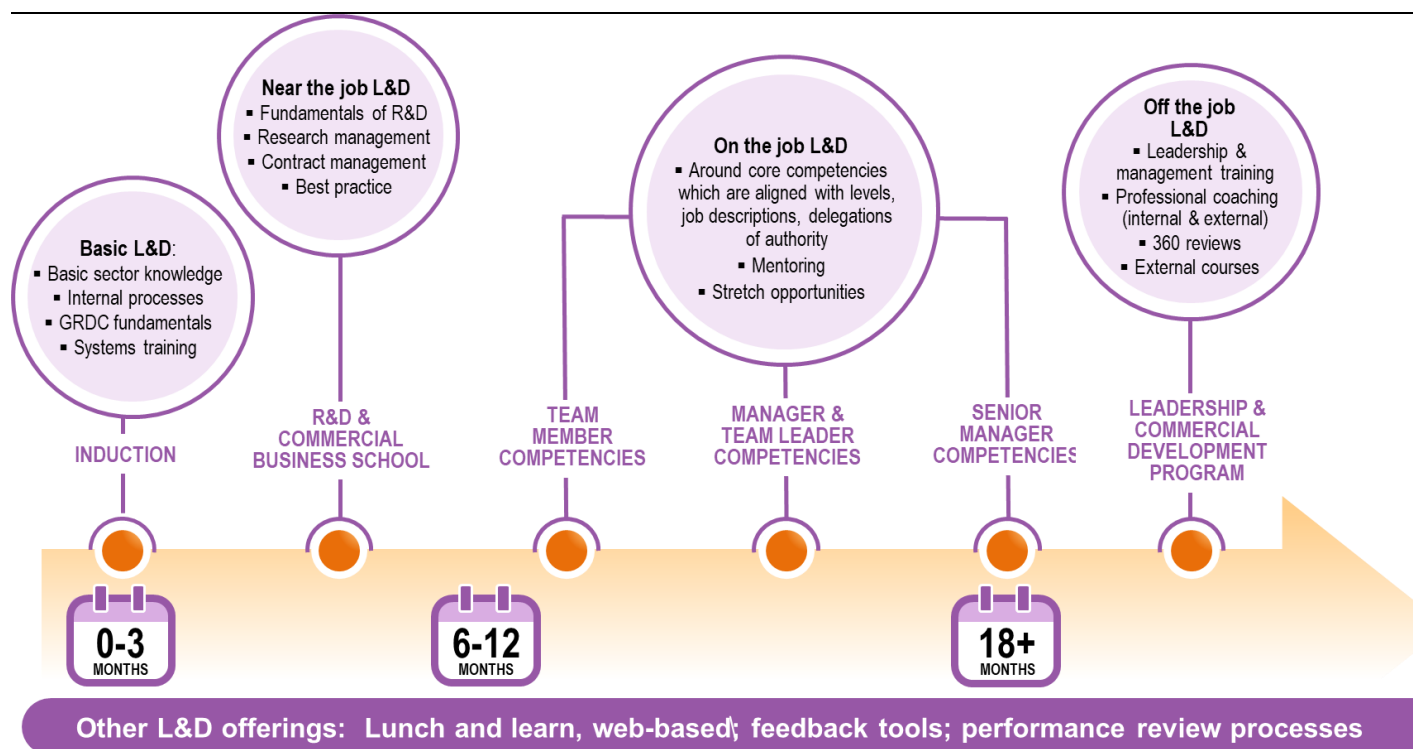 Near the job L&D
▪ Fundamentals of R&D
▪ Research management
▪ Contract management
▪ Best practice
Off the job
L&D
▪ Leadership &
management training
▪ Professional coaching
(internal & external)
▪ 360 reviews
▪ External courses
On the job L&D
▪ Around core competencies
which are aligned with levels,
job descriptions, delegations
of authority
▪ Mentoring
▪ Stretch opportunities
Basic L&D:
▪ Basic sector knowledge
▪ Internal processes
▪ GRDC fundamentals
▪ Systems training
INDUCTION
R&D &
COMMERCIAL
BUSINESS SCHOOL
TEAM
MEMBER
COMPETENCIES
MANAGER &
TEAM LEADER
COMPETENCIES
SENIOR
MANAGER
COMPETENCIES
LEADERSHIP &
COMMERCIAL
DEVELOPMENT
PROGRAM
0-3
MONTHS
6-12
MONTHS
18+
MONTHS
Other L&D offerings: Lunch and learn, web-based\; feedback tools; performance review processes